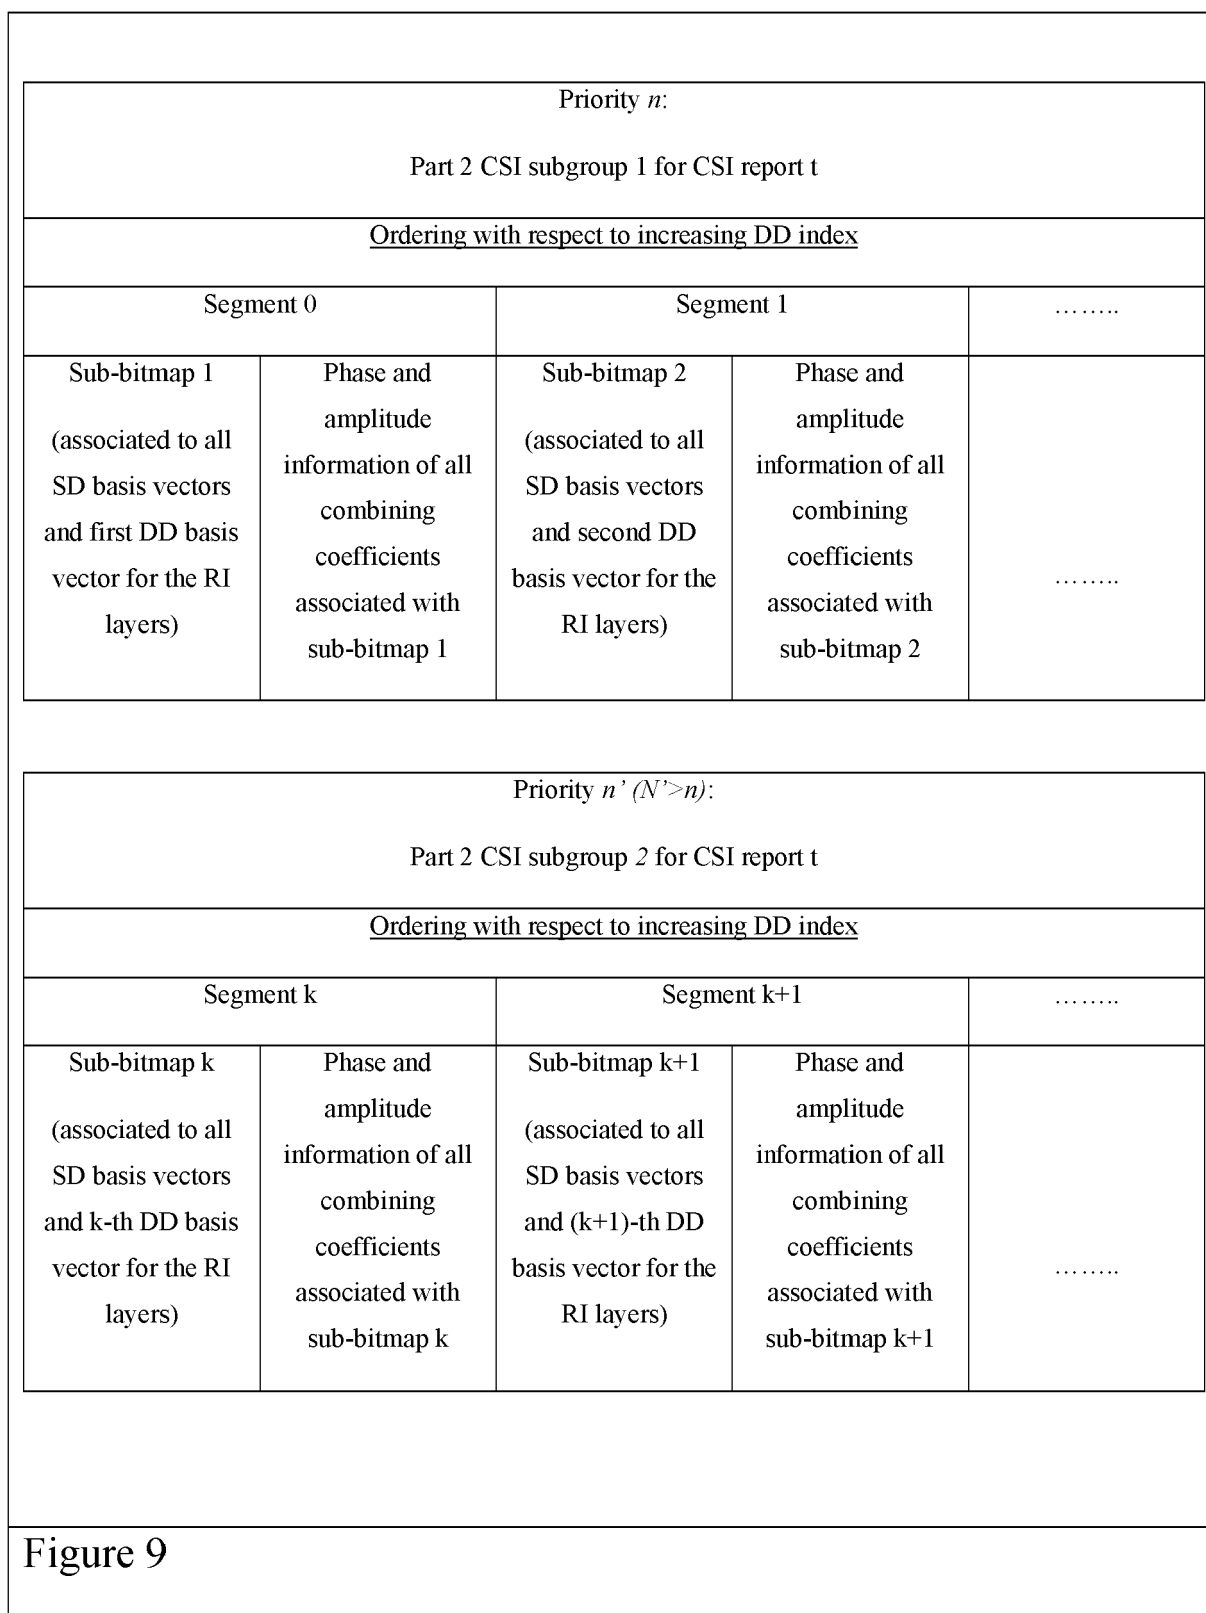 Priority n:
Part 2 CSI subgroup 1 for CSI report t
Ordering with respect to increasing DD index
Segment 0
Segment 1
……..
Sub-bitmap 1
(associated to all
SD basis vectors
and first DD basis
vector for the RI
layers)
Phase and
amplitude
information of all
combining
coefficients
associated with
sub-bitmap 1
Sub-bitmap 2
(associated to all
SD basis vectors
and second DD
basis vector for the
RI layers)
Phase and
amplitude
information of all
combining
coefficients
associated with
sub-bitmap 2
……..
Priority n’ (N’>n):
Part 2 CSI subgroup 2 for CSI report t
Ordering with respect to increasing DD index
Segment k
Segment k+1
……..
Sub-bitmap k
(associated to all
SD basis vectors
and k-th DD basis
vector for the RI
layers)
Phase and
amplitude
information of all
combining
coefficients
associated with
sub-bitmap k
Sub-bitmap k+1
(associated to all
SD basis vectors
and (k+1)-th DD
basis vector for the
RI layers)
Phase and
amplitude
information of all
combining
coefficients
associated with
sub-bitmap k+1
……..
Figure 9